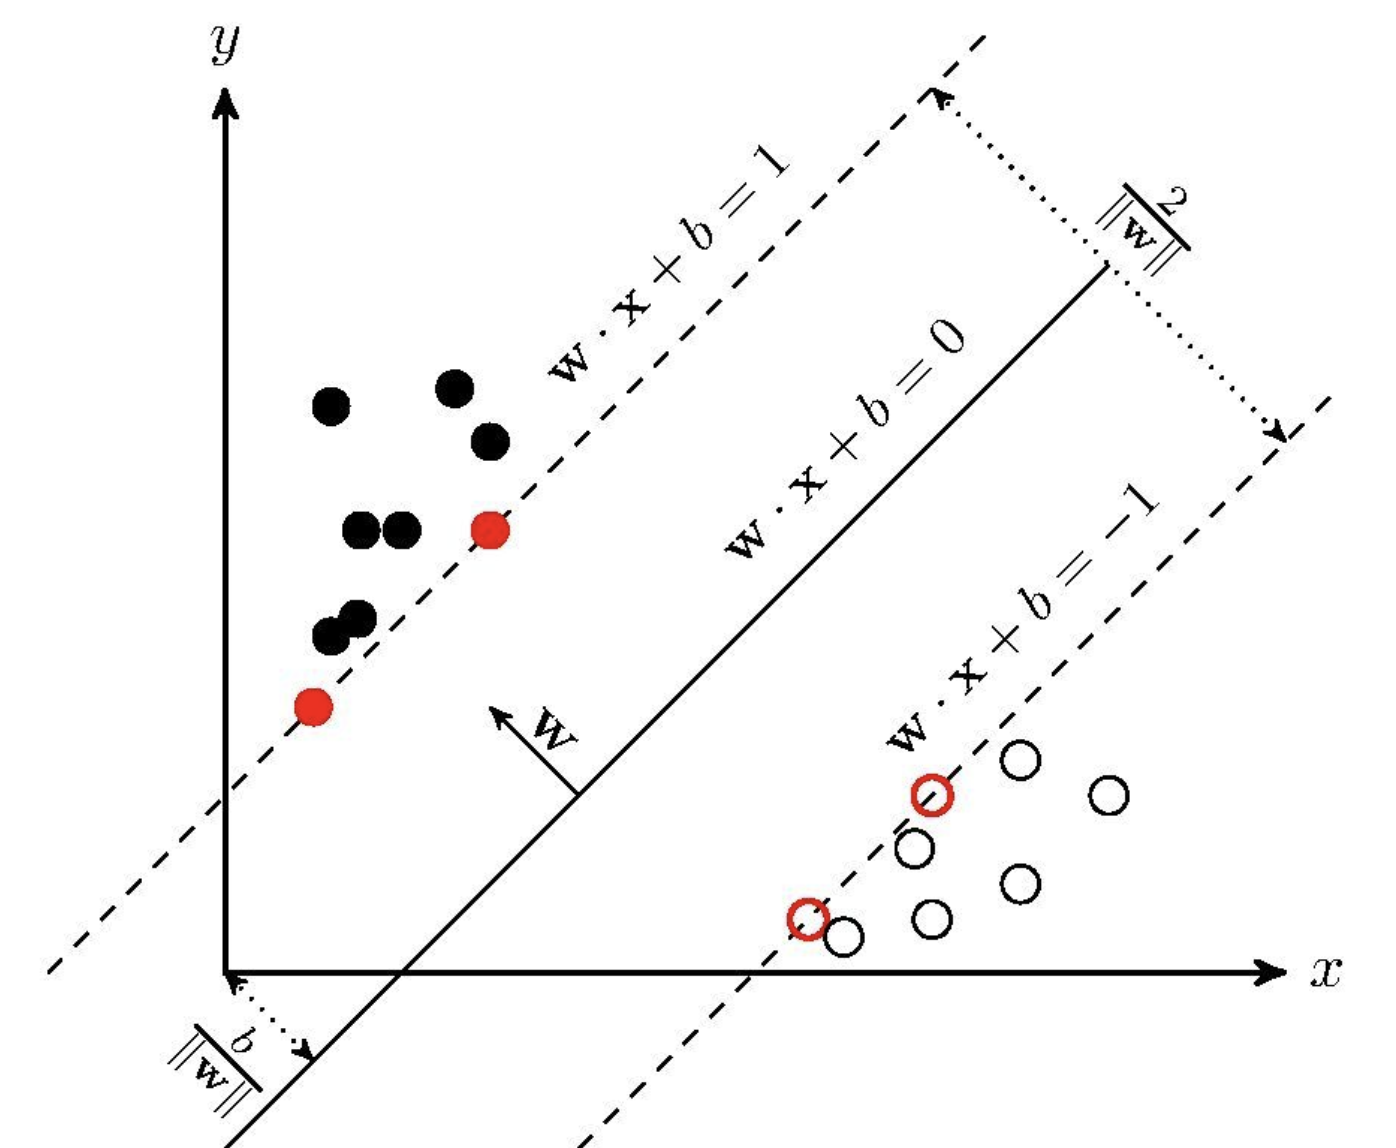 y
w · x + b = 1
2
‖w‖
w · x + b = 0
w · x + b = −1
w
x
b
‖w‖